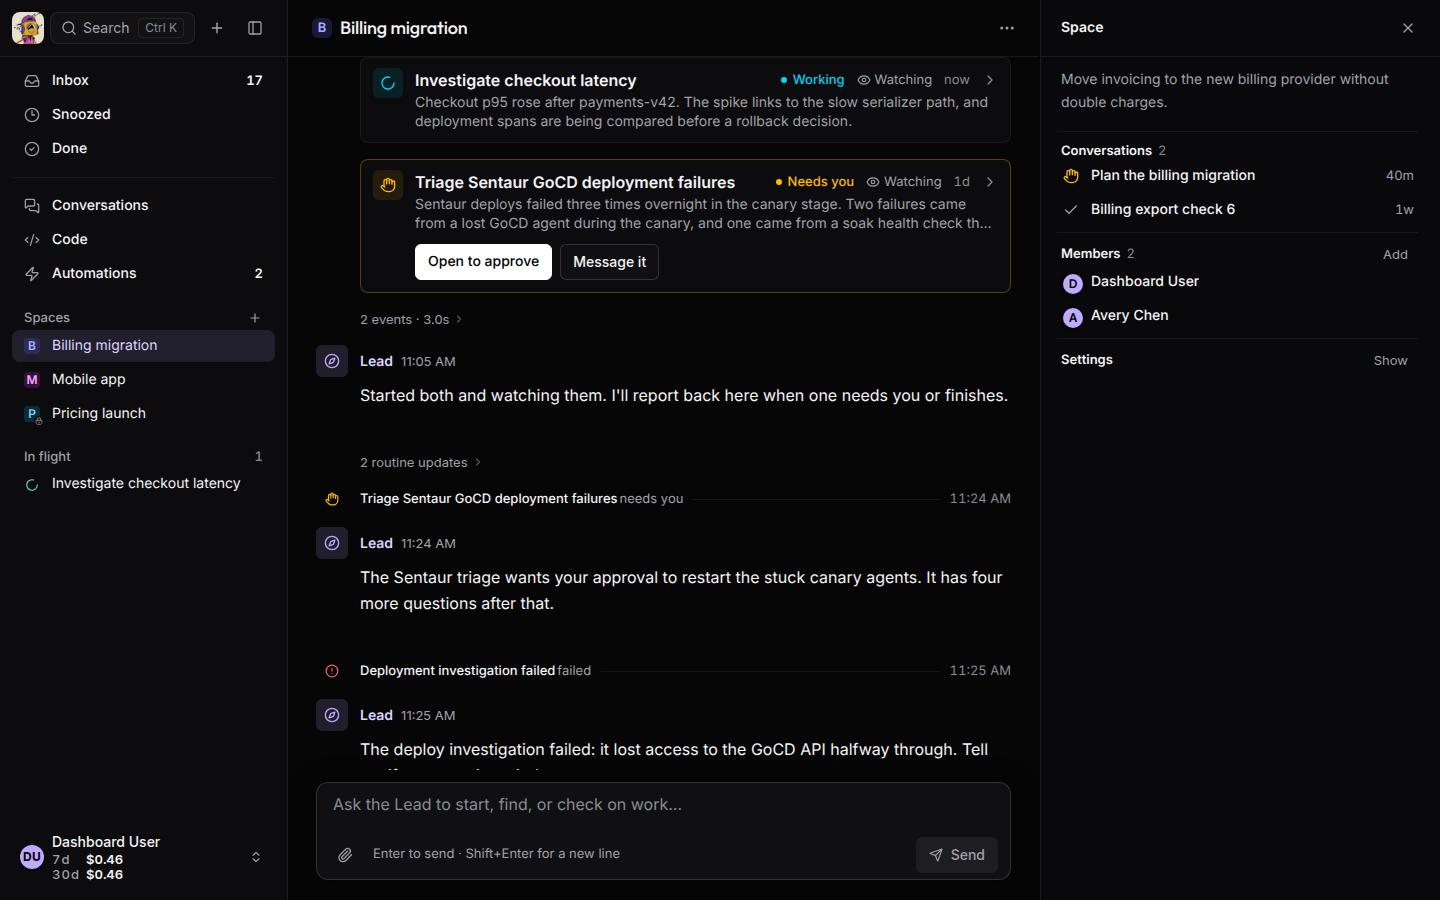 Search Ctrl K
Inbox 17
Snoozed
Done
Conversations
Code
Automations 2
Spaces
B Billing migration
M Mobile app
P Pricing launch
In flight 1
Investigate checkout latency
DU Dashboard User
7d $0.46
30d $0.46
B Billing migration
Investigate checkout latency Working Watching now
Checkout p95 rose after payments-v42. The spike links to the slow serializer path, and
deployment spans are being compared before a rollback decision.
Triage Sentaur GoCD deployment failures Needs you Watching 1d
Sentaur deploys failed three times overnight in the canary stage. Two failures came
from a lost GoCD agent during the canary, and one came from a soak health check th...
Open to approve Message it
2 events · 3.0s
Lead 11:05 AM
Started both and watching them. I'll report back here when one needs you or finishes.
2 routine updates
Triage Sentaur GoCD deployment failures needs you 11:24 AM
Lead 11:24 AM
The Sentaur triage wants your approval to restart the stuck canary agents. It has four
more questions after that.
Deployment investigation failed failed 11:25 AM
Lead 11:25 AM
The deploy investigation failed: it lost access to the GoCD API halfway through. Tell
Ask the Lead to start, find, or check on work...
Enter to send · Shift+Enter for a new line Send
Space
Move invoicing to the new billing provider without
double charges.
Conversations 2
Plan the billing migration 40m
Billing export check 6 1w
Members 2 Add
D Dashboard User
A Avery Chen
Settings Show